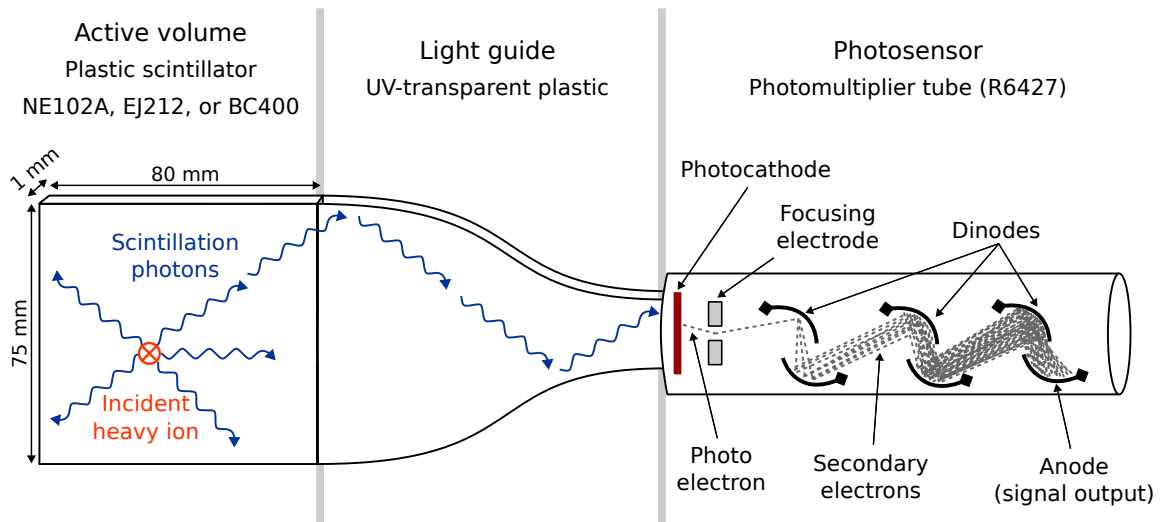 Active volume
Plastic scintillator
NE102A, EJ212, or BC400
Light guide
UV-transparent plastic
Photosensor
Photomultiplier tube (R6427)
1 mm
80 mm
75 mm
Scintillation
photons
Incident
heavy ion
Photocathode
Focusing
electrode
Dinodes
Photo
electron
Secondary
electrons
Anode
(signal output)